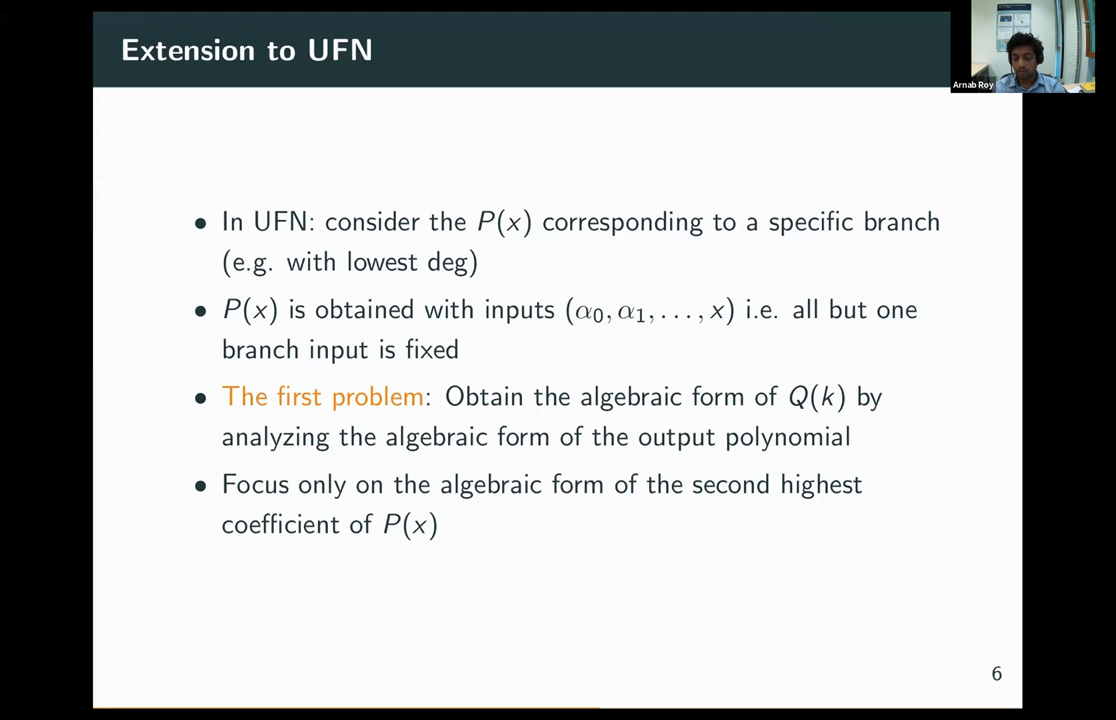 Extension to UFN
Arnab Roy
• In UFN: consider the P(x) corresponding to a specific branch
(e.g. with lowest deg)
• P(x) is obtained with inputs (α₀, α₁, . . . , x) i.e. all but one
branch input is fixed
• The first problem: Obtain the algebraic form of Q(k) by
analyzing the algebraic form of the output polynomial
• Focus only on the algebraic form of the second highest
coefficient of P(x)
6